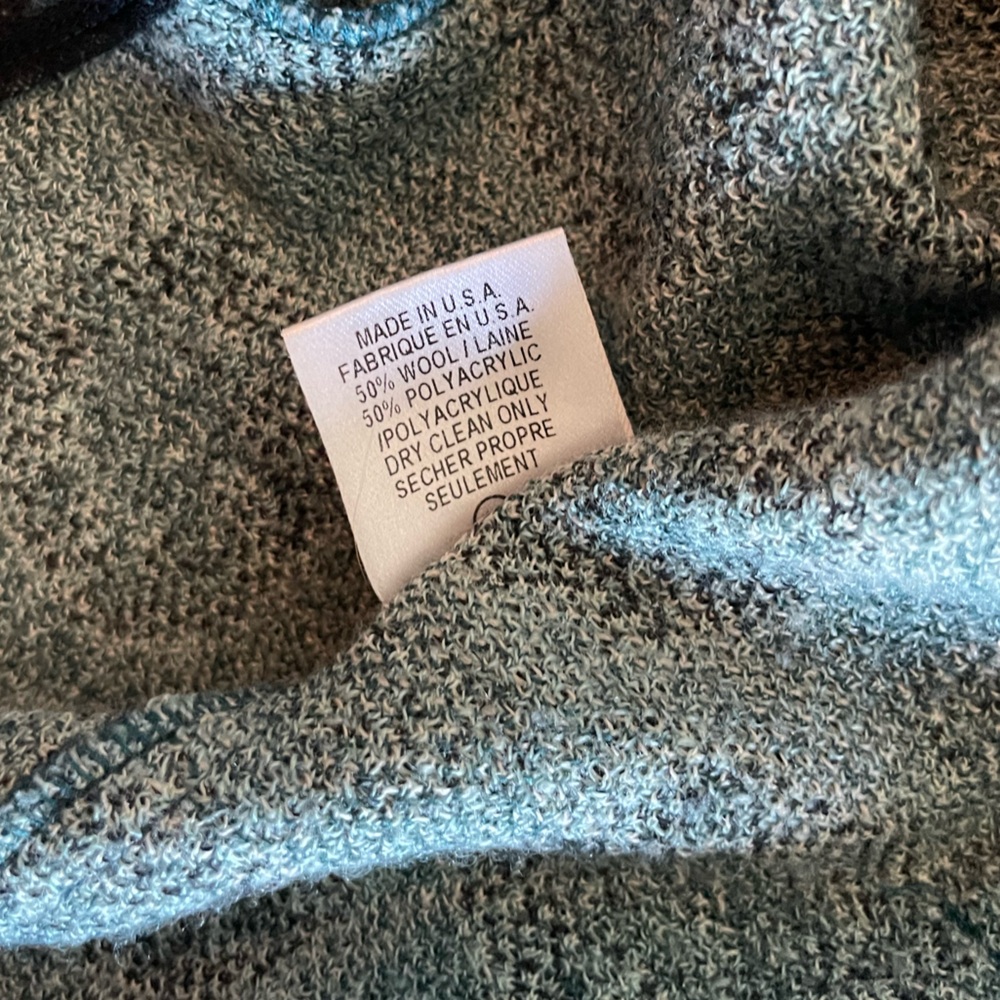 MADE IN U.S.A.
FABRIQUE EN U.S.A.
50% WOOL / LAINE
50% POLYACRYLIC
/POLYACRYLIQUE
DRY CLEAN ONLY
SECHER PROPRE
SEULEMENT